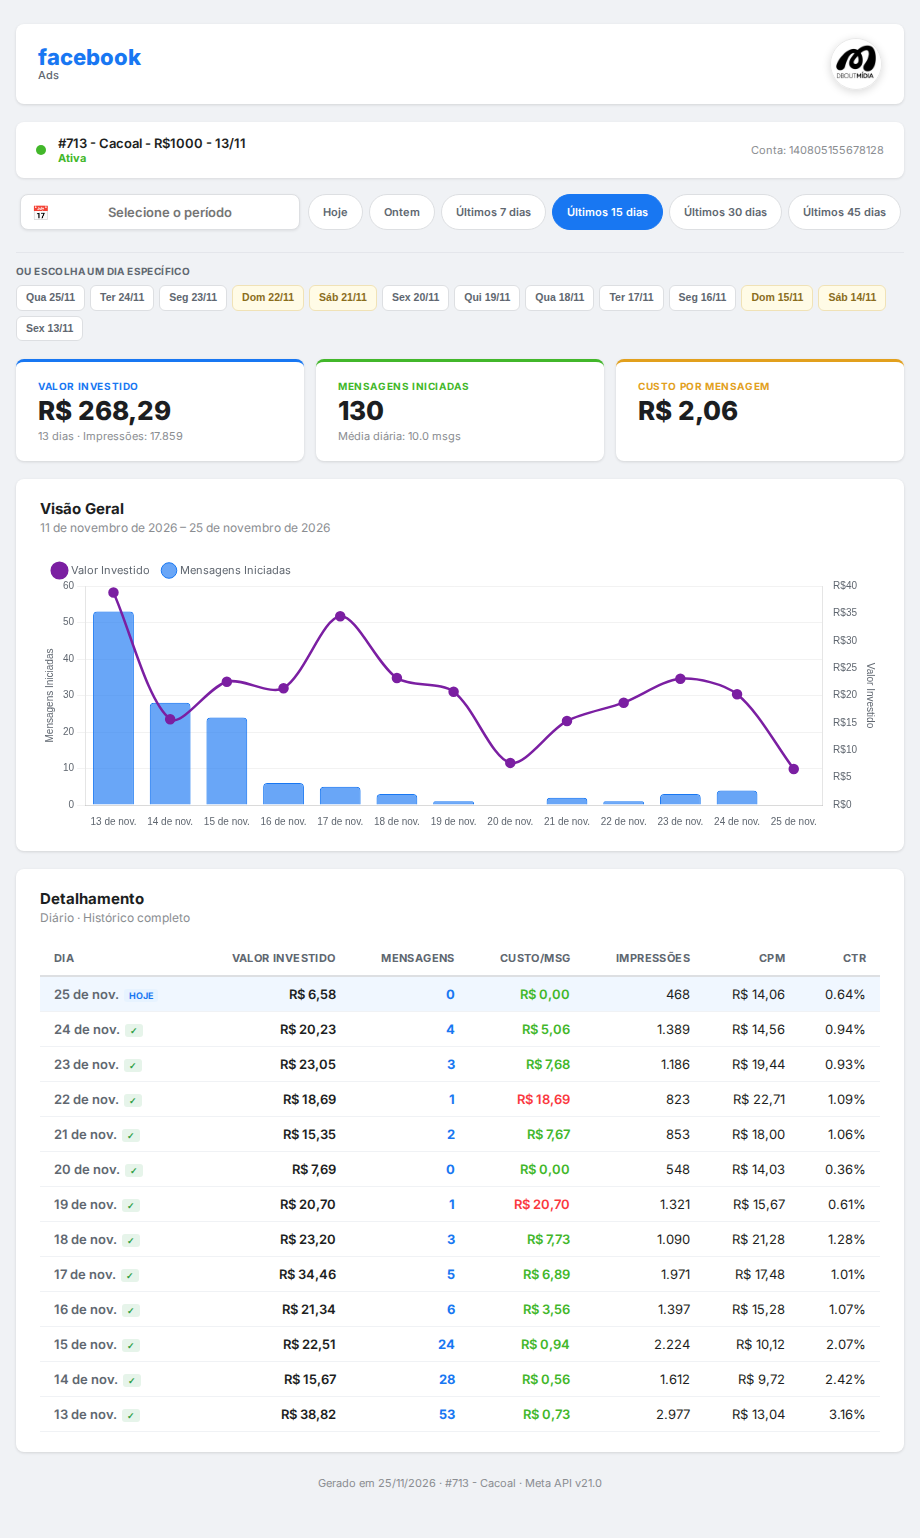 facebook
Ads
DBOUTMÍDIA
#713 - Cacoal - R$1000 - 13/11
Ativa
Conta: 140805155678128
Selecione o período
Hoje
Ontem
Últimos 7 dias
Últimos 15 dias
Últimos 30 dias
Últimos 45 dias
OU ESCOLHA UM DIA ESPECÍFICO
Qua 25/11 Ter 24/11 Seg 23/11 Dom 22/11 Sáb 21/11 Sex 20/11 Qui 19/11 Qua 18/11 Ter 17/11 Seg 16/11 Dom 15/11 Sáb 14/11
Sex 13/11
VALOR INVESTIDO
R$ 268,29
13 dias · Impressões: 17.859
MENSAGENS INICIADAS
130
Média diária: 10.0 msgs
CUSTO POR MENSAGEM
R$ 2,06
Visão Geral
11 de novembro de 2026 – 25 de novembro de 2026
Valor Investido Mensagens Iniciadas
60
50
40
30
20
10
0
Mensagens Iniciadas
R$40
R$35
R$30
R$25
R$20
R$15
R$10
R$5
R$0
Valor Investido
13 de nov. 14 de nov. 15 de nov. 16 de nov. 17 de nov. 18 de nov. 19 de nov. 20 de nov. 21 de nov. 22 de nov. 23 de nov. 24 de nov. 25 de nov.
Detalhamento
Diário · Histórico completo
DIA VALOR INVESTIDO MENSAGENS CUSTO/MSG IMPRESSÕES CPM CTR
25 de nov. HOJE R$ 6,58 0 R$ 0,00 468 R$ 14,06 0.64%
24 de nov. ✓ R$ 20,23 4 R$ 5,06 1.389 R$ 14,56 0.94%
23 de nov. ✓ R$ 23,05 3 R$ 7,68 1.186 R$ 19,44 0.93%
22 de nov. ✓ R$ 18,69 1 R$ 18,69 823 R$ 22,71 1.09%
21 de nov. ✓ R$ 15,35 2 R$ 7,67 853 R$ 18,00 1.06%
20 de nov. ✓ R$ 7,69 0 R$ 0,00 548 R$ 14,03 0.36%
19 de nov. ✓ R$ 20,70 1 R$ 20,70 1.321 R$ 15,67 0.61%
18 de nov. ✓ R$ 23,20 3 R$ 7,73 1.090 R$ 21,28 1.28%
17 de nov. ✓ R$ 34,46 5 R$ 6,89 1.971 R$ 17,48 1.01%
16 de nov. ✓ R$ 21,34 6 R$ 3,56 1.397 R$ 15,28 1.07%
15 de nov. ✓ R$ 22,51 24 R$ 0,94 2.224 R$ 10,12 2.07%
14 de nov. ✓ R$ 15,67 28 R$ 0,56 1.612 R$ 9,72 2.42%
13 de nov. ✓ R$ 38,82 53 R$ 0,73 2.977 R$ 13,04 3.16%
Gerado em 25/11/2026 · #713 - Cacoal · Meta API v21.0